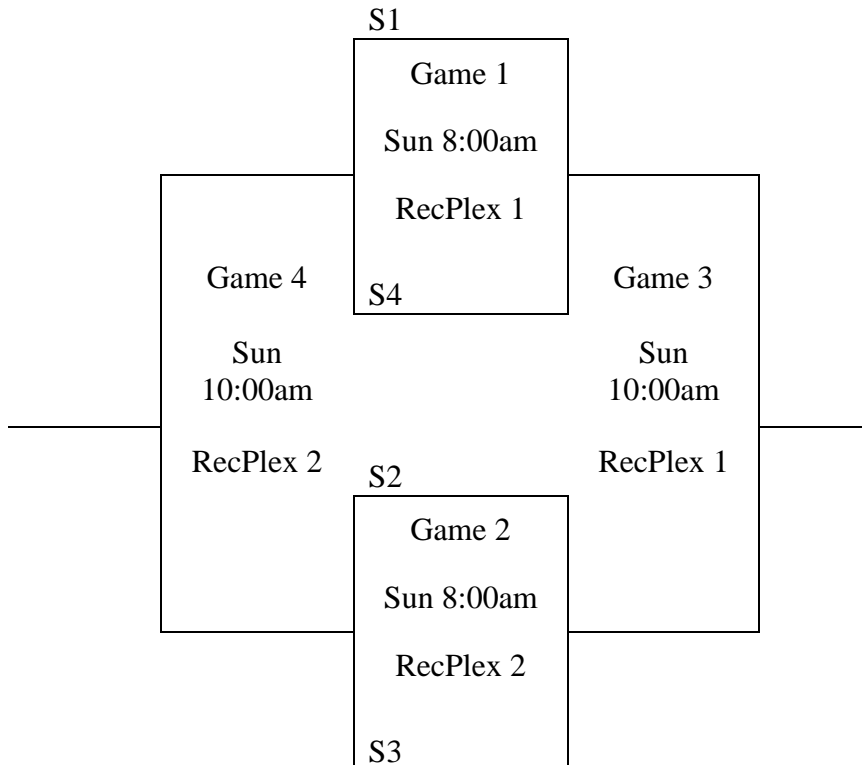 S1
Game 1
Sun 8:00am
RecPlex 1
S4
Game 4
Sun
10:00am
RecPlex 2
Game 3
Sun
10:00am
RecPlex 1
S2
Game 2
Sun 8:00am
RecPlex 2
S3